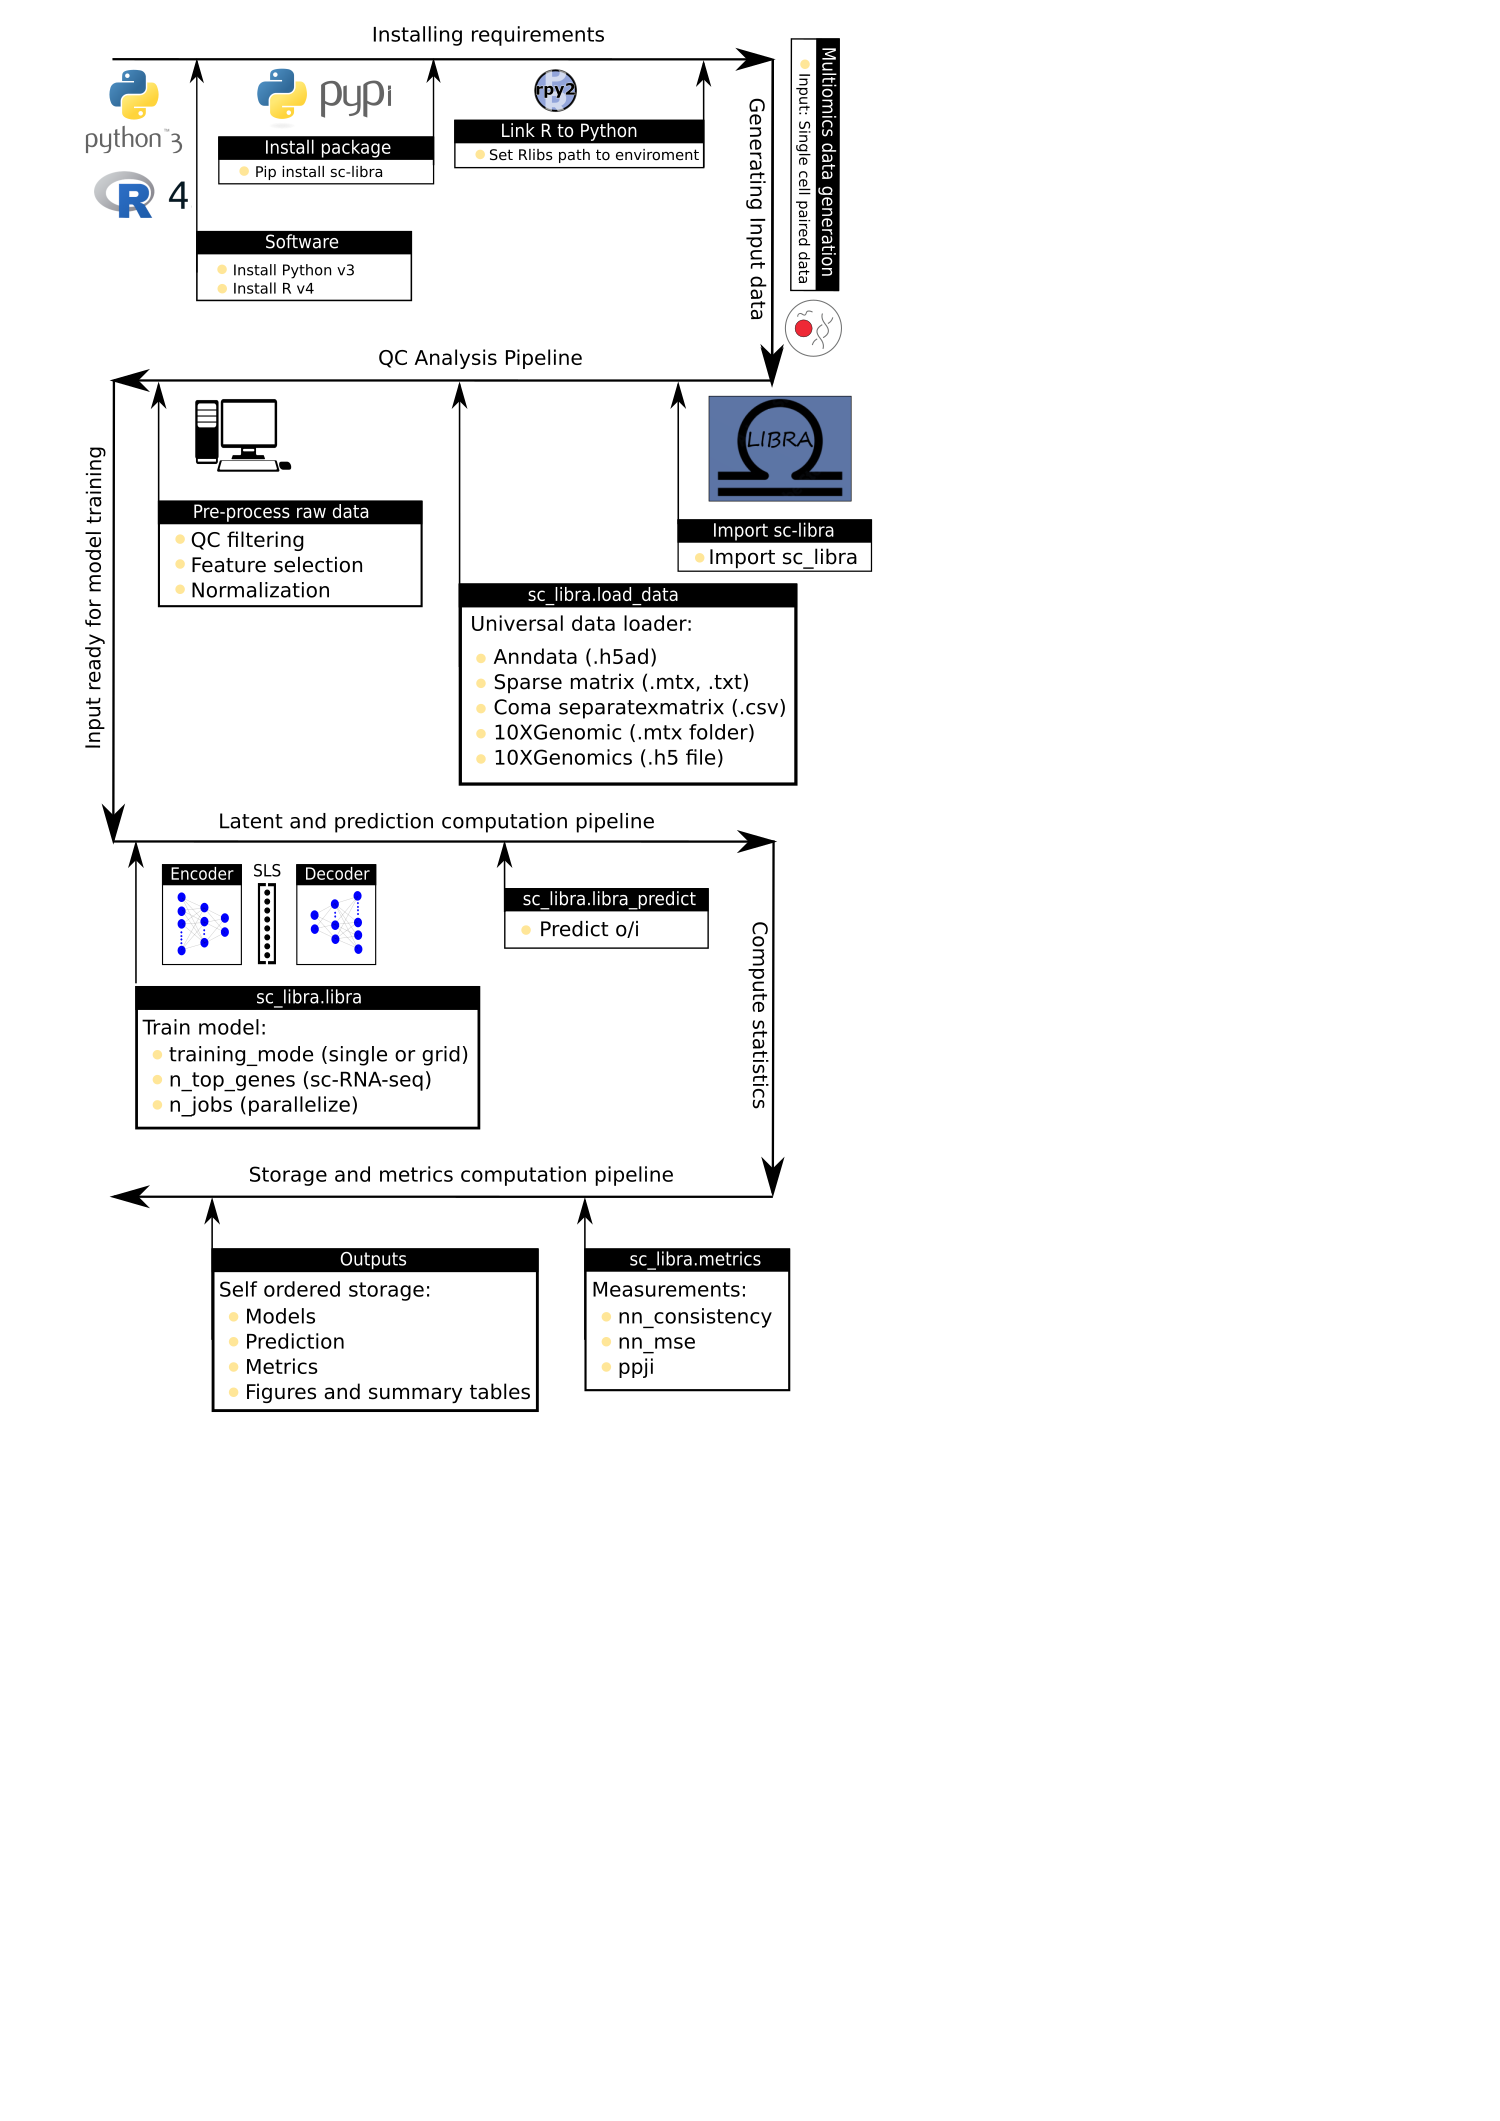 Installing requirements
python™3
R 4
pypi
Install package
Pip install sc-libra
rpy2
Link R to Python
Set Rlibs path to enviroment
Software
Install Python v3
Install R v4
Generating Input data
Multiomics data generation
Input: Single cell paired data
QC Analysis Pipeline
LIBRA
Import sc-libra
Import sc_libra
sc_libra.load_data
Universal data loader:
Anndata (.h5ad)
Sparse matrix (.mtx, .txt)
Coma separatexmatrix (.csv)
10XGenomic (.mtx folder)
10XGenomics (.h5 file)
Pre-process raw data
QC filtering
Feature selection
Normalization
Input ready for model training
Latent and prediction computation pipeline
Encoder
SLS
Decoder
sc_libra.libra
Train model:
training_mode (single or grid)
n_top_genes (sc-RNA-seq)
n_jobs (parallelize)
sc_libra.libra_predict
Predict o/i
Compute statistics
Storage and metrics computation pipeline
sc_libra.metrics
Measurements:
nn_consistency
nn_mse
ppji
Outputs
Self ordered storage:
Models
Prediction
Metrics
Figures and summary tables